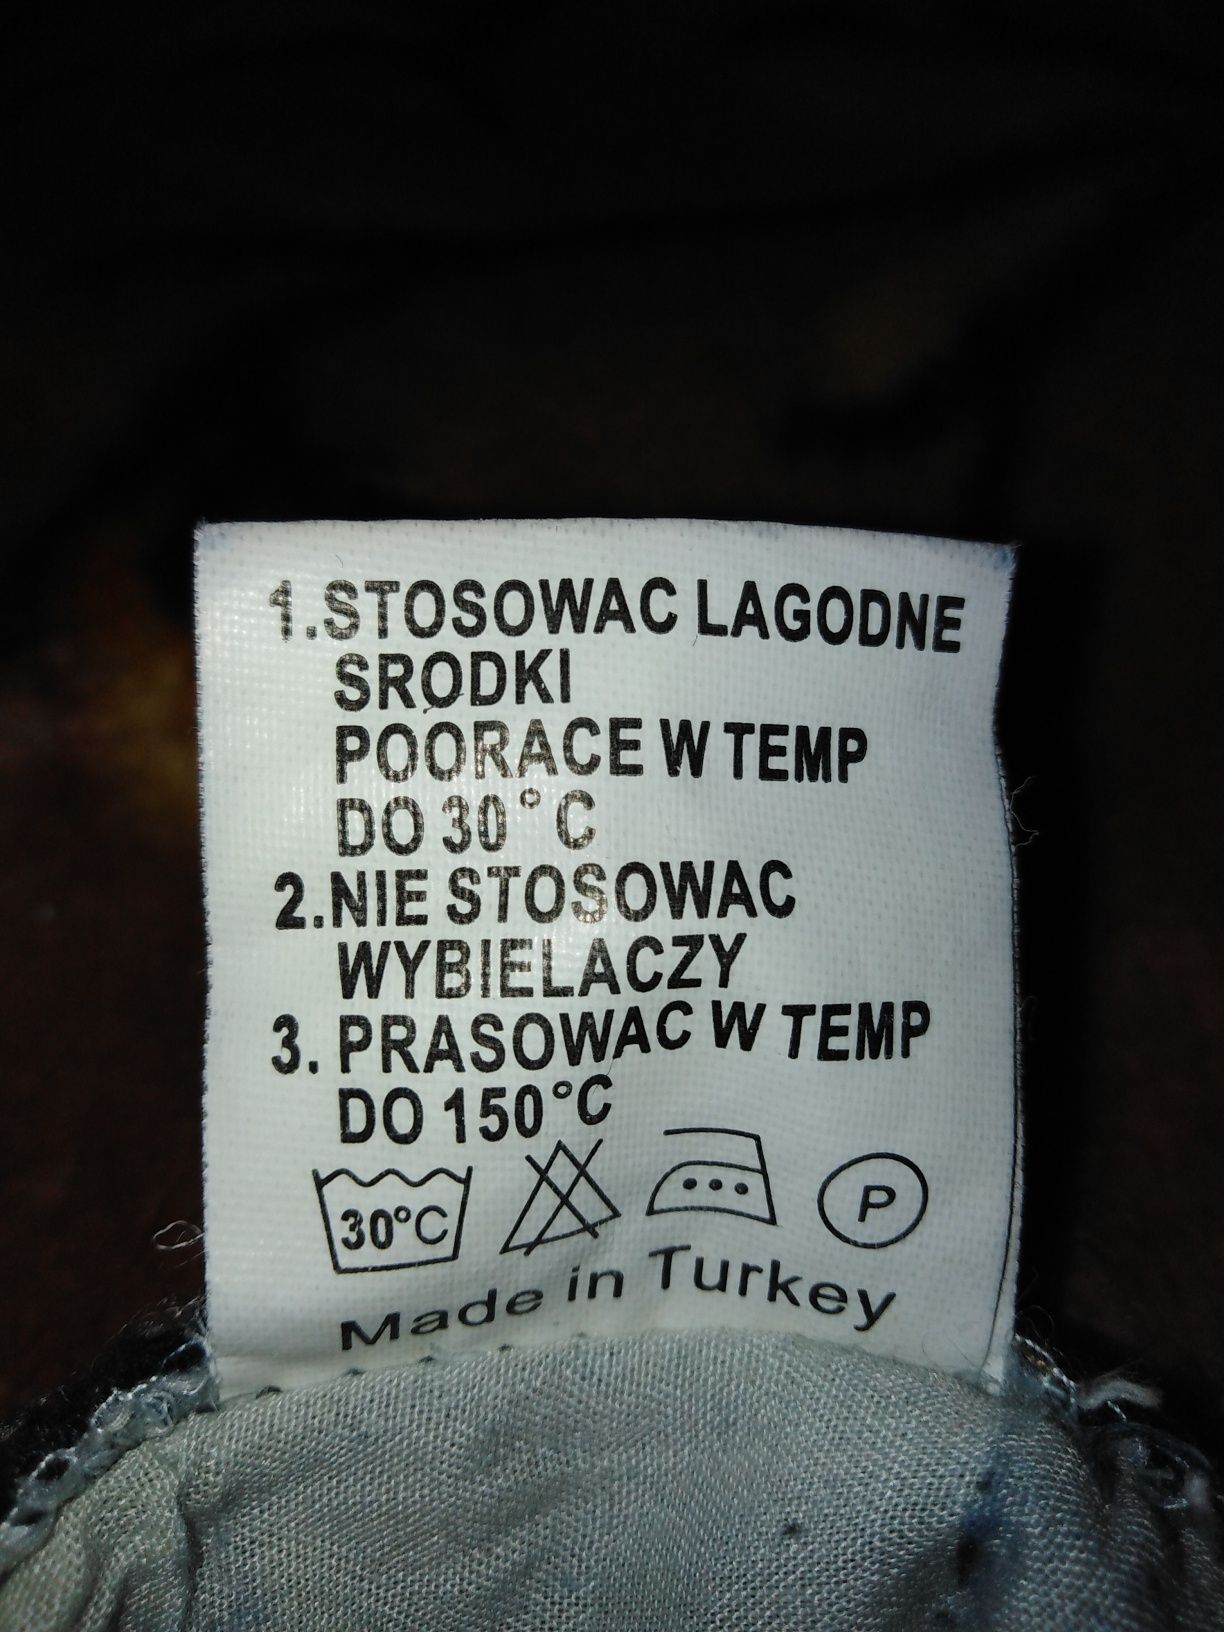 1.STOSOWAC LAGODNE
SRODKI
POORACE W TEMP
DO 30°C
2.NIE STOSOWAC
WYBIELACZY
3. PRASOWAC W TEMP
DO 150°C
30°C P
Made in Turkey